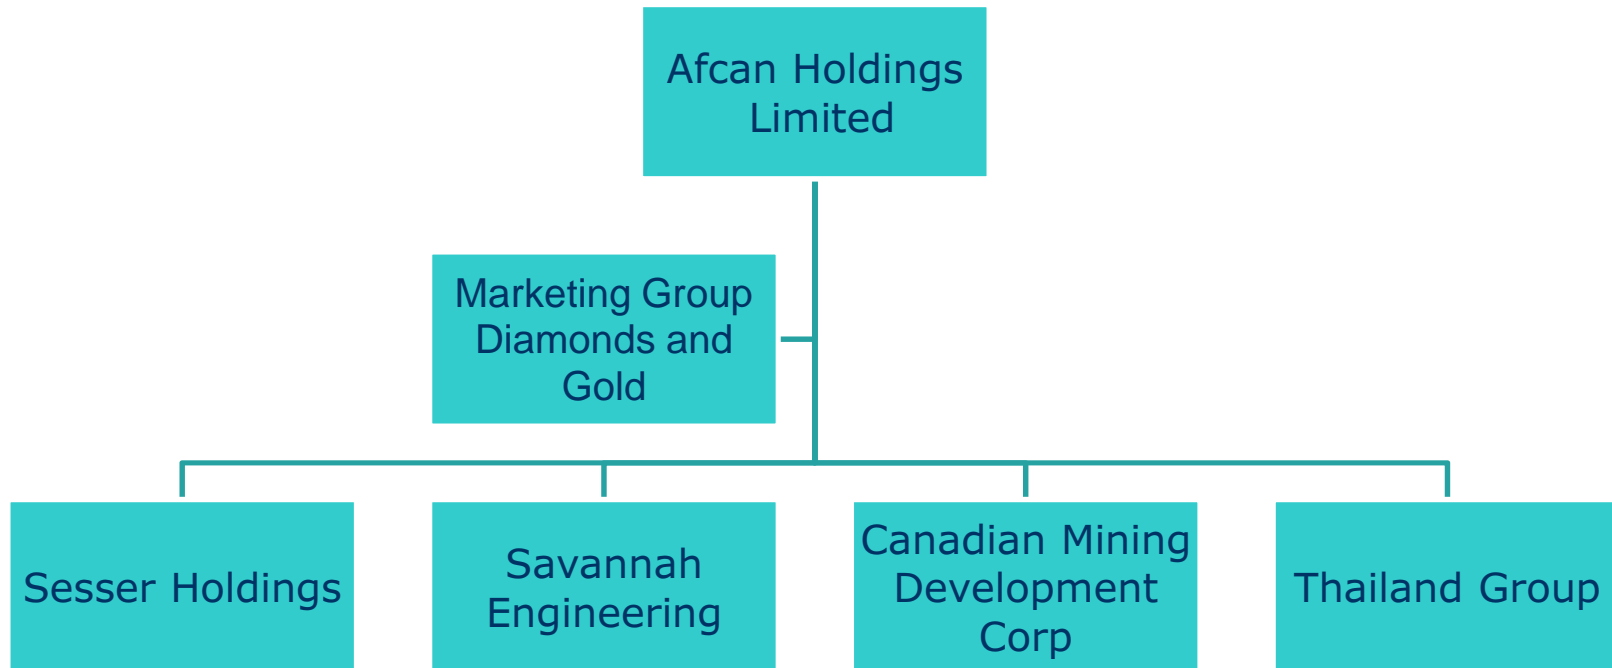 Afcan Holdings
Limited
Marketing Group
Diamonds and
Gold
Sesser Holdings
Savannah
Engineering
Canadian Mining
Development
Corp
Thailand Group